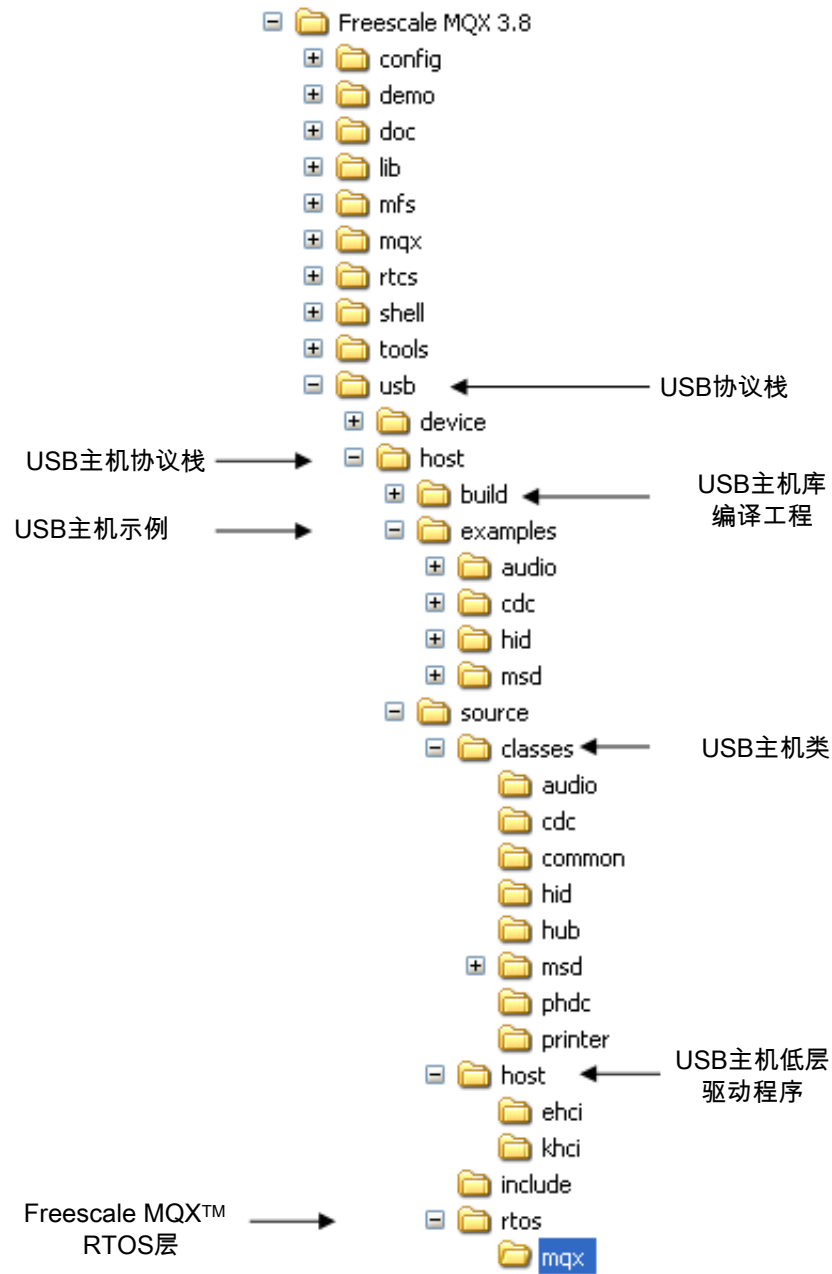 Freescale MQX 3.8
config
demo
doc
lib
mfs
mqx
rtcs
shell
tools
usb
USB协议栈
device
USB主机协议栈
host
build
USB主机库
编译工程
USB主机示例
examples
audio
cdc
hid
msd
source
classes
USB主机类
audio
cdc
common
hid
hub
msd
phdc
printer
host
USB主机低层
驱动程序
ehci
khci
include
Freescale MQX™
RTOS层
rtos
mqx